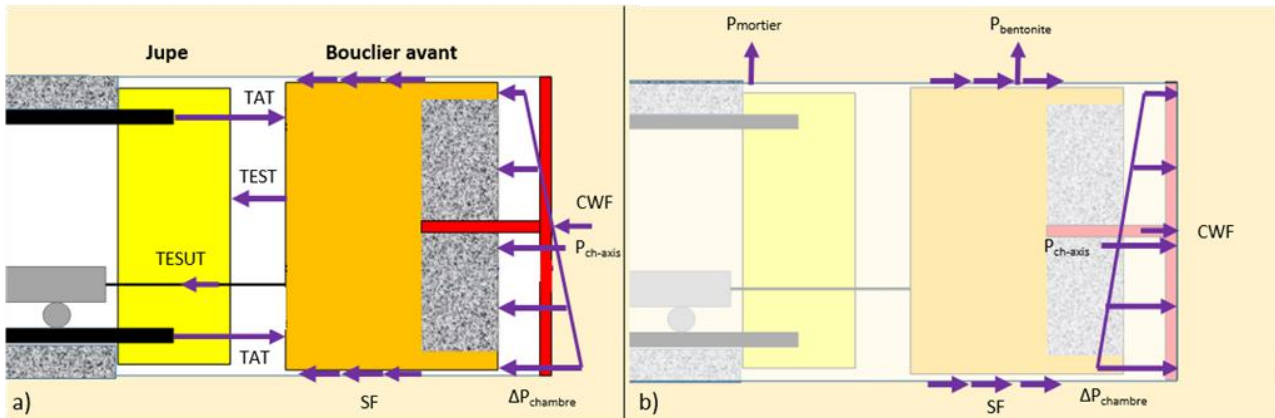 Jupe
Bouclier avant
TAT
TEST
TESUT
TAT
CWF
Pch-axis
ΔPchambre
SF
a)
Pmortier
Pbentonite
CWF
Pch-axis
ΔPchambre
SF
b)